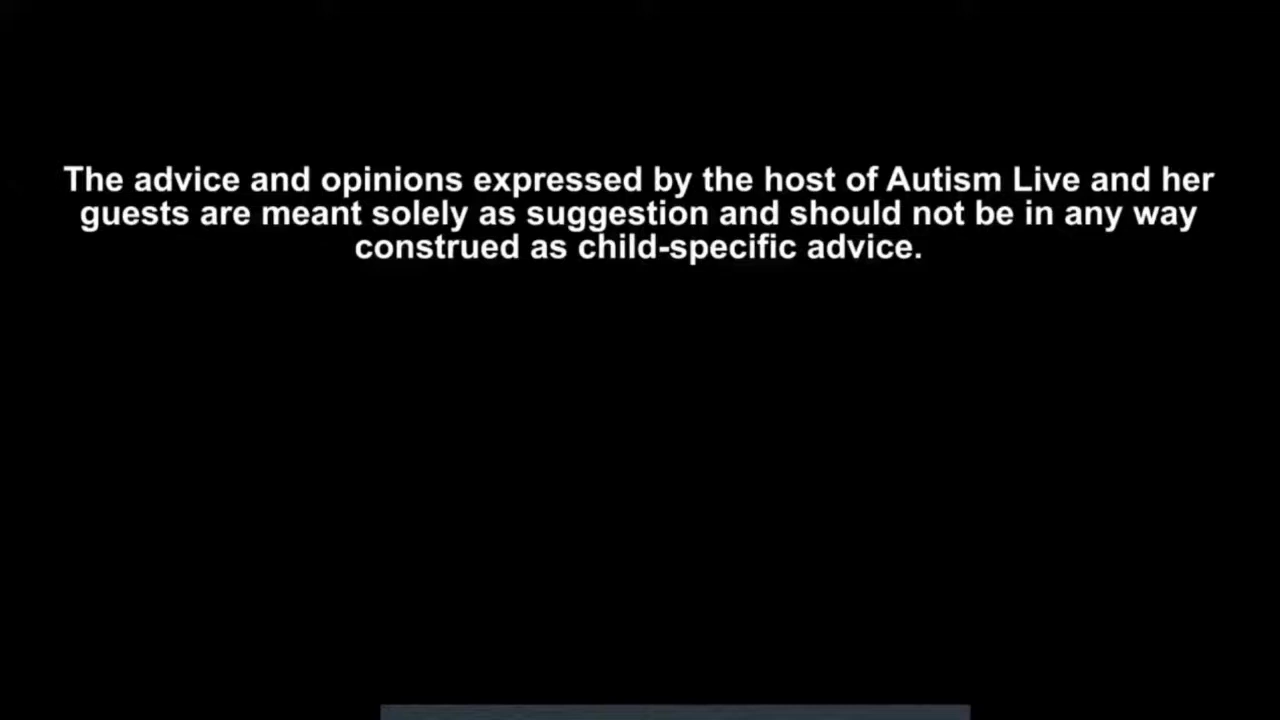 The advice and opinions expressed by the host of Autism Live and her
guests are meant solely as suggestion and should not be in any way
construed as child-specific advice.